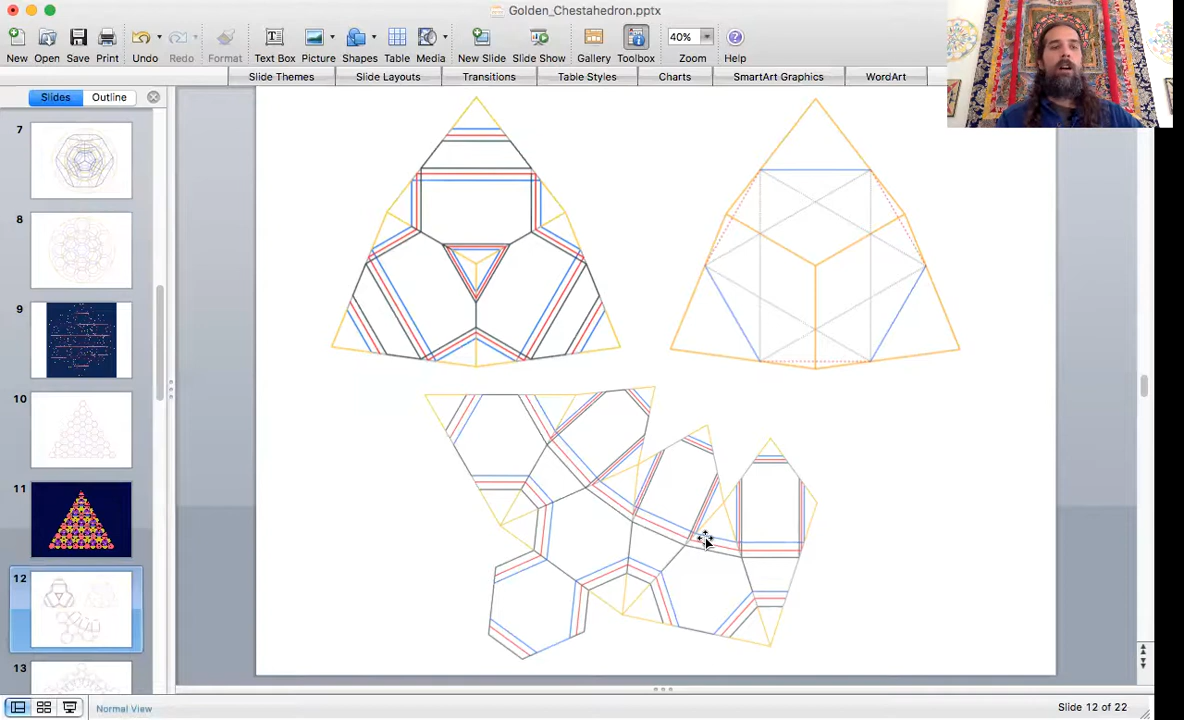 Golden_Chestahedron.pptx
New Open Save Print Undo Redo Format Text Box Picture Shapes Table Media New Slide Slide Show Gallery Toolbox 40% Zoom Help
Slide Themes Slide Layouts Transitions Table Styles Charts SmartArt Graphics WordArt
Slides Outline
7
8
9
10
11
12
13
Normal View
Slide 12 of 22